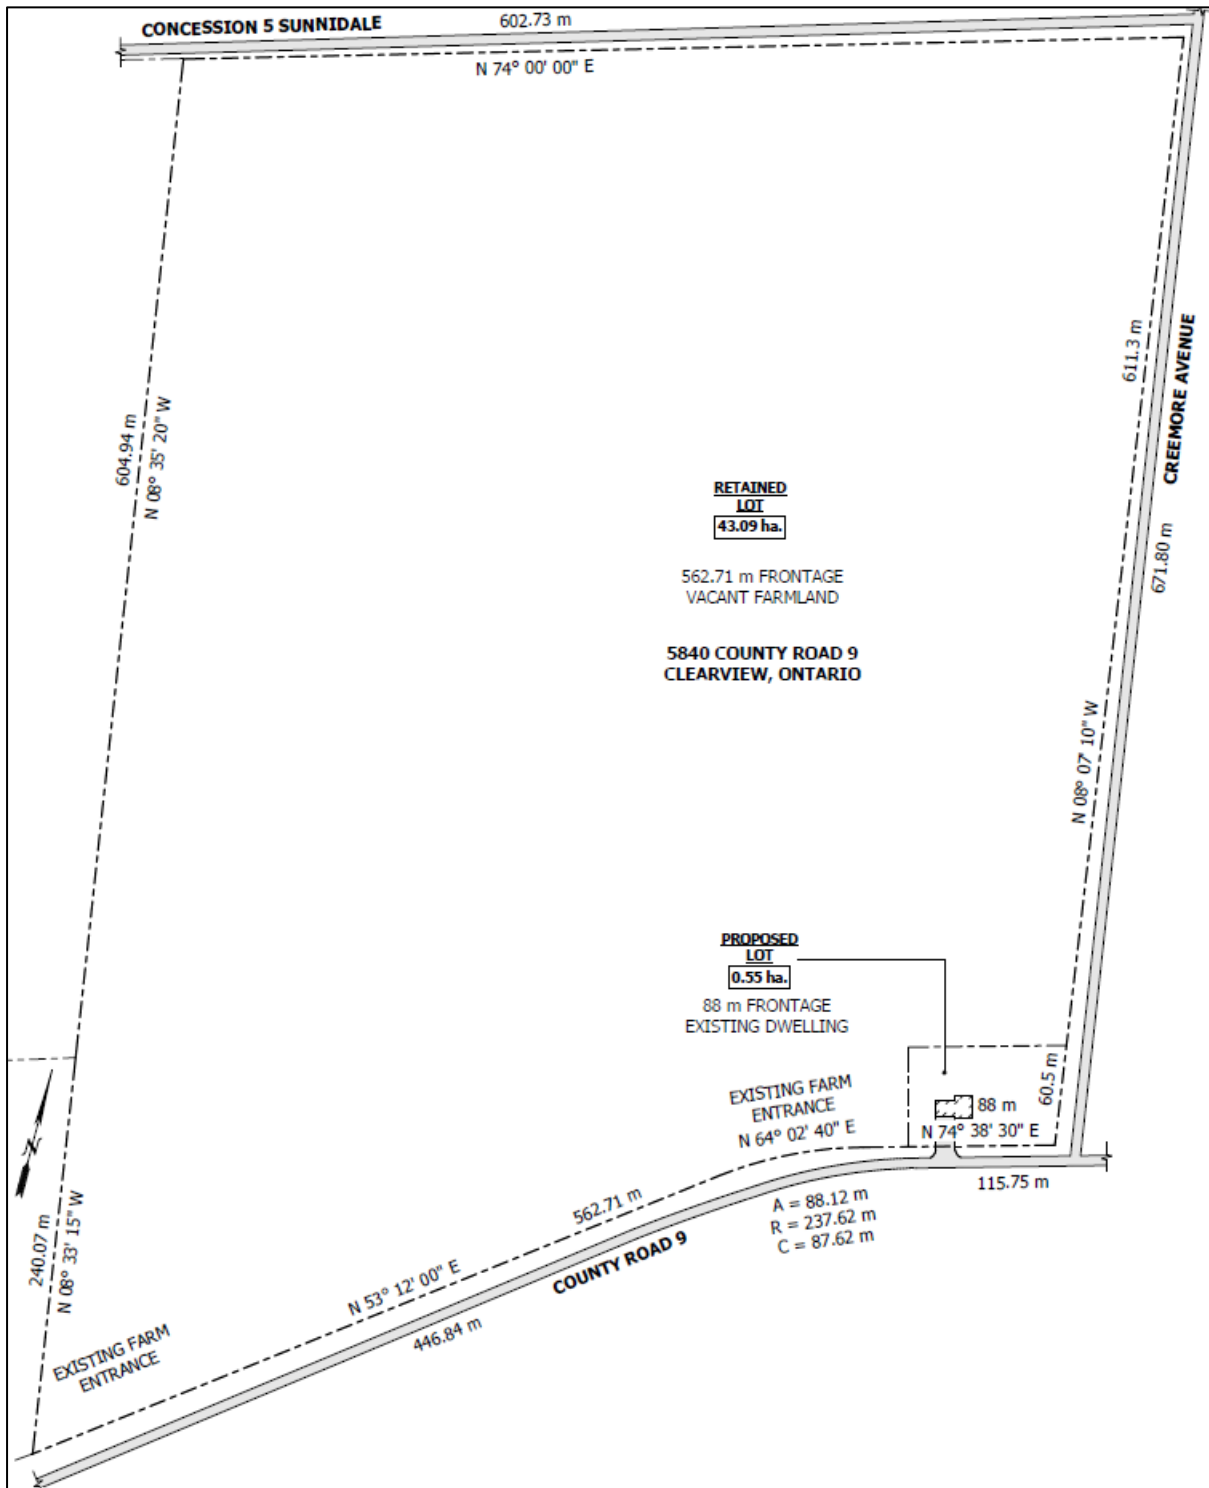 CONCESSION 5 SUNNIDALE
602.73 m
N 74° 00' 00" E
611.3 m
CREEMORE AVENUE
604.94 m
N 08° 35' 20" W
RETAINED
LOT
43.09 ha.
562.71 m FRONTAGE
VACANT FARMLAND
671.80 m
5840 COUNTY ROAD 9
CLEARVIEW, ONTARIO
N 08° 07' 10" W
PROPOSED
LOT
0.55 ha.
88 m FRONTAGE
EXISTING DWELLING
EXISTING FARM
ENTRANCE
N 64° 02' 40" E
60.5 m
88 m
N 74° 38' 30" E
115.75 m
N
240.07 m
N 08° 33' 15" W
562.71 m
A = 88.12 m
R = 237.62 m
C = 87.62 m
COUNTY ROAD 9
N 53° 12' 00" E
446.84 m
EXISTING FARM
ENTRANCE